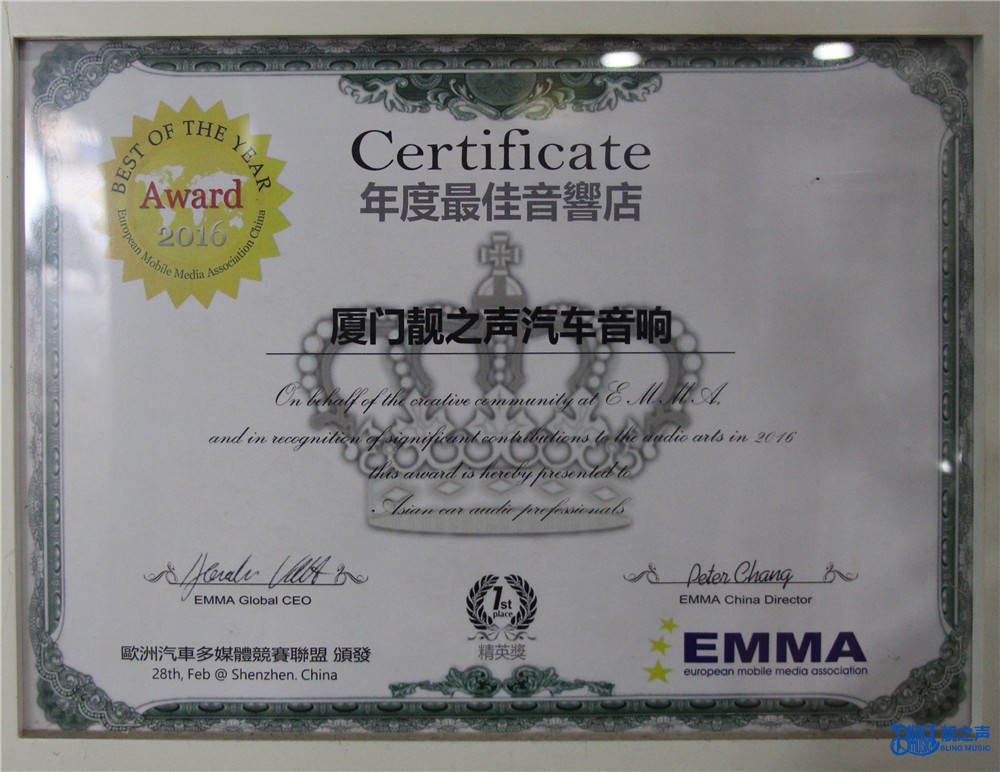 BEST OF THE YEAR
Award
2016
European Mobile Media Association China
Certificate
年度最佳音響店
厦门靓之声汽车音响
On behalf of the creative community at E.M.M.A.
and in recognition of significant contributions to the audio arts in 2016
this award is hereby presented to
Asian car audio professionals
Peter Chang
EMMA Global CEO
EMMA China Director
1st
place
精英獎
歐洲汽車多媒體競賽聯盟 頒發
28th, Feb @ Shenzhen. China
EMMA
european mobile media association
靓之声
BLING MUSIC